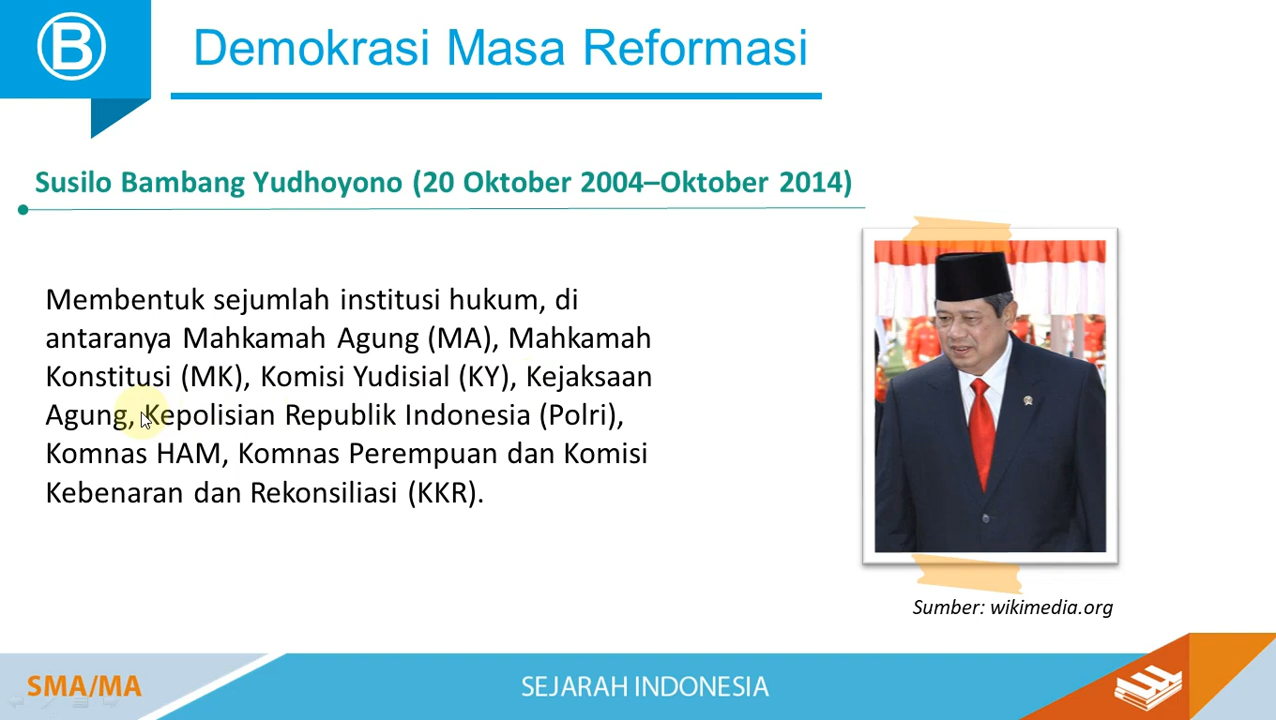 B
Demokrasi Masa Reformasi
Susilo Bambang Yudhoyono (20 Oktober 2004–Oktober 2014)
Membentuk sejumlah institusi hukum, di
antaranya Mahkamah Agung (MA), Mahkamah
Konstitusi (MK), Komisi Yudisial (KY), Kejaksaan
Agung, Kepolisian Republik Indonesia (Polri),
Komnas HAM, Komnas Perempuan dan Komisi
Kebenaran dan Rekonsiliasi (KKR).
Sumber: wikimedia.org
SMA/MA
SEJARAH INDONESIA